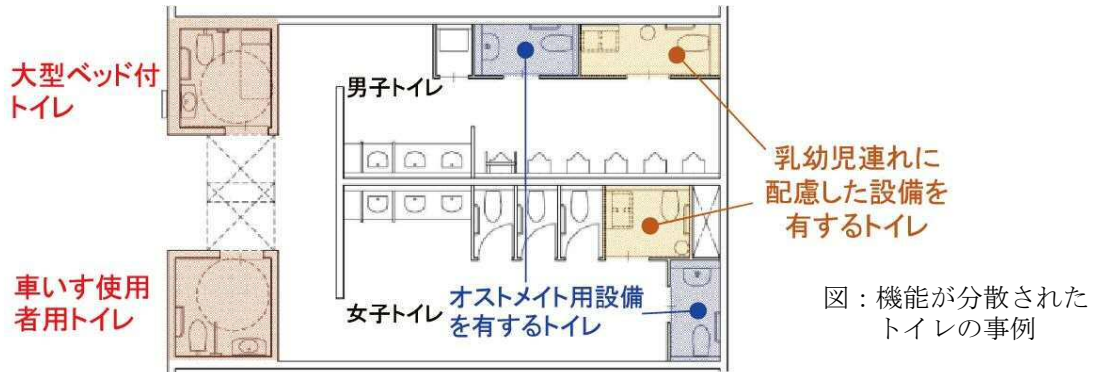 大型ベッド付
トイレ
男子トイレ
乳幼児連れに
配慮した設備を
有するトイレ
車いす使用
者用トイレ
女子トイレ
オストメイト用設備
を有するトイレ
図：機能が分散された
トイレの事例